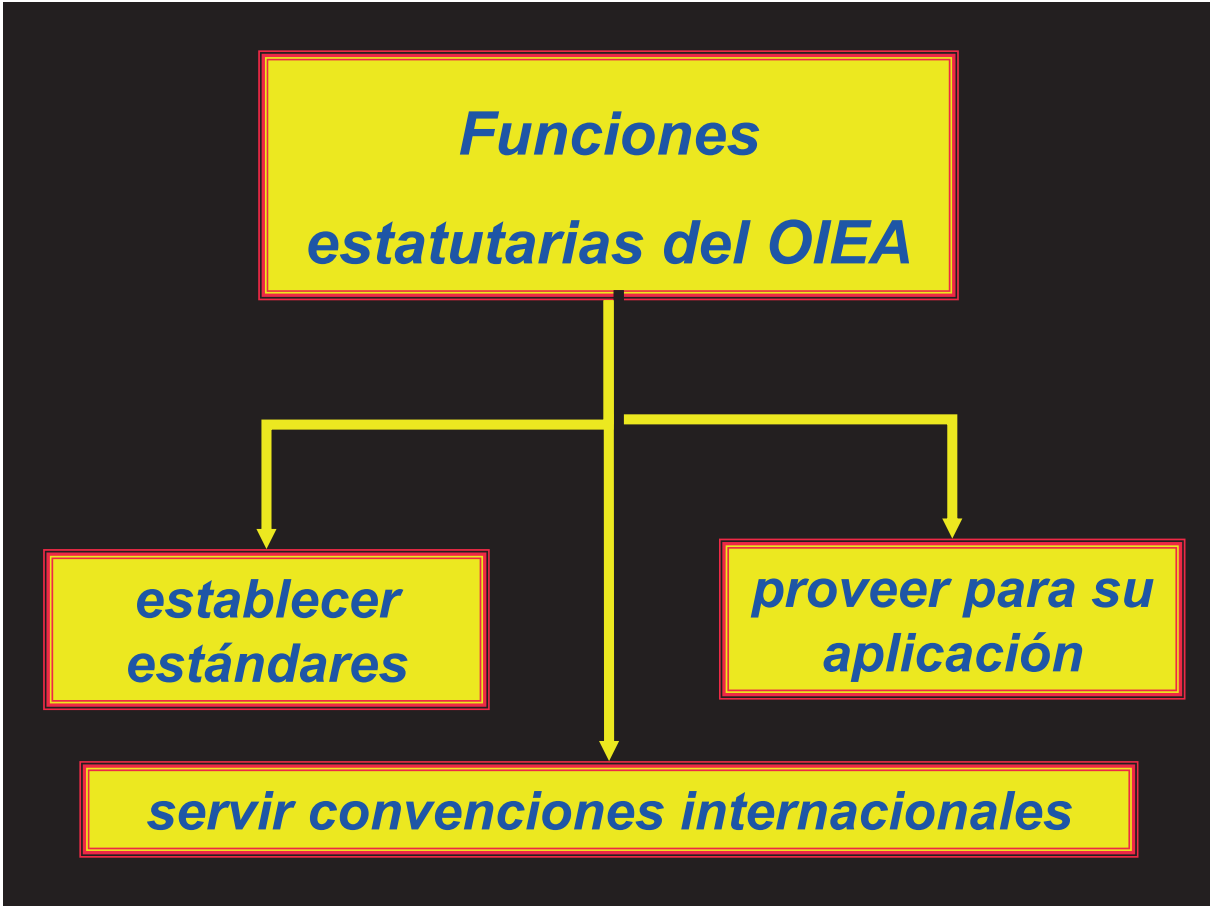 Funciones
estatutarias del OIEA
establecer
estándares
proveer para su
aplicación
servir convenciones internacionales